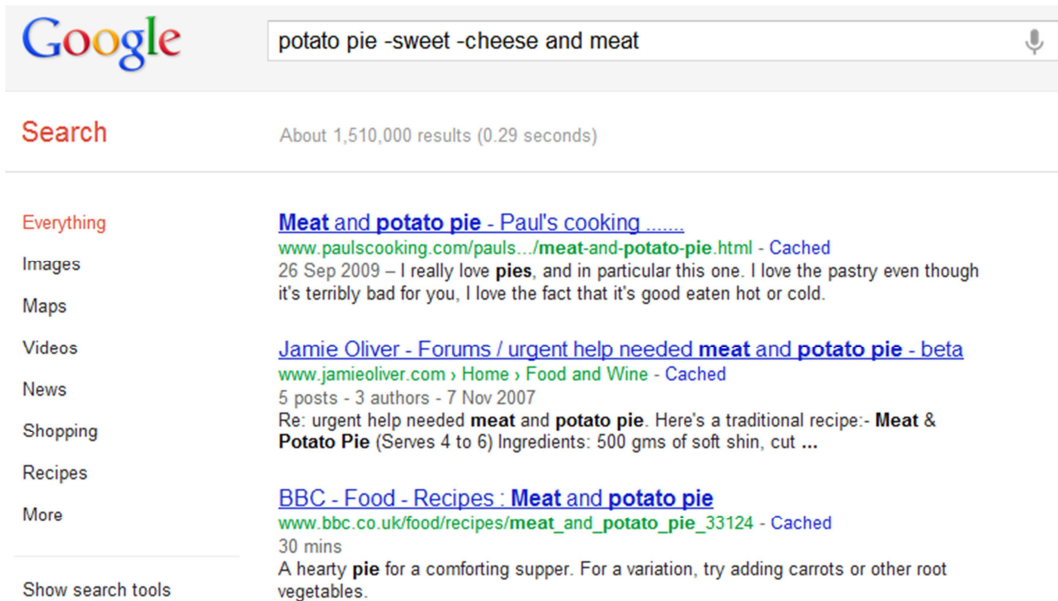 Google
potato pie -sweet -cheese and meat
Search
About 1,510,000 results (0.29 seconds)
Everything
Images
Maps
Videos
News
Shopping
Recipes
More
Show search tools
Meat and potato pie - Paul's cooking .......
www.paulscooking.com/pauls.../meat-and-potato-pie.html - Cached
26 Sep 2009 – I really love pies, and in particular this one. I love the pastry even though
it's terribly bad for you, I love the fact that it's good eaten hot or cold.
Jamie Oliver - Forums / urgent help needed meat and potato pie - beta
www.jamieoliver.com › Home › Food and Wine - Cached
5 posts - 3 authors - 7 Nov 2007
Re: urgent help needed meat and potato pie. Here's a traditional recipe:- Meat &
Potato Pie (Serves 4 to 6) Ingredients: 500 gms of soft shin, cut ...
BBC - Food - Recipes : Meat and potato pie
www.bbc.co.uk/food/recipes/meat_and_potato_pie_33124 - Cached
30 mins
A hearty pie for a comforting supper. For a variation, try adding carrots or other root
vegetables.